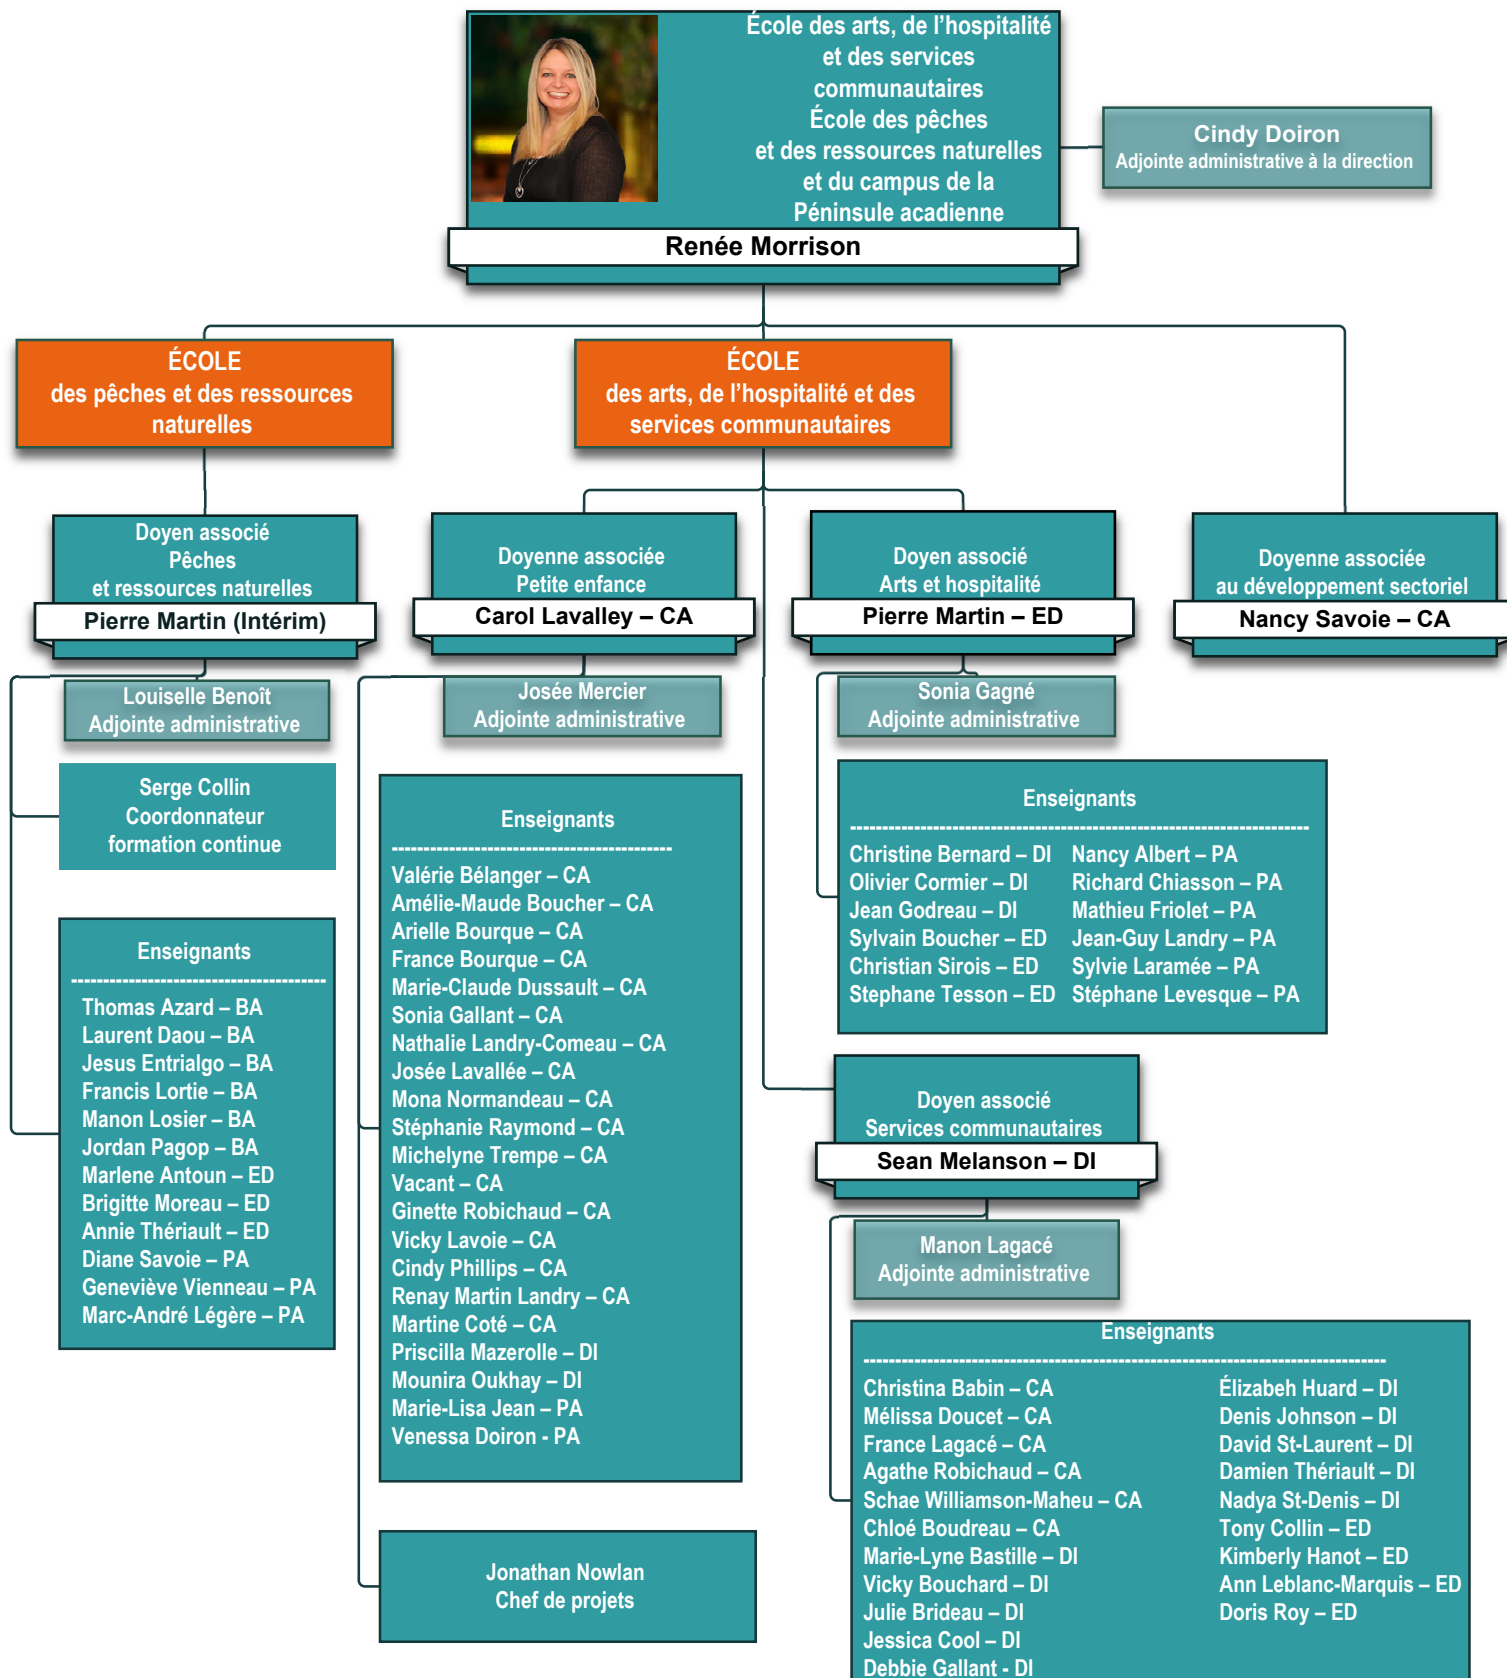 École des arts, de l’hospitalité
et des services
communautaires
École des pêches
et des ressources naturelles
et du campus de la
Péninsule acadienne
Renée Morrison
Cindy Doiron
Adjointe administrative à la direction
ÉCOLE
des pêches et des ressources
naturelles
ÉCOLE
des arts, de l’hospitalité et des
services communautaires
Doyen associé
Pêches
et ressources naturelles
Pierre Martin (Intérim)
Louiselle Benoît
Adjointe administrative
Serge Collin
Coordonnateur
formation continue
Enseignants
----------------------------------------
Thomas Azard – BA
Laurent Daou – BA
Jesus Entrialgo – BA
Francis Lortie – BA
Manon Losier – BA
Jordan Pagop – BA
Marlene Antoun – ED
Brigitte Moreau – ED
Annie Thériault – ED
Diane Savoie – PA
Geneviève Vienneau – PA
Marc-André Légère – PA
Doyenne associée
Petite enfance
Carol Lavalley – CA
Josée Mercier
Adjointe administrative
Enseignants
--------------------------------------------
Valérie Bélanger – CA
Amélie-Maude Boucher – CA
Arielle Bourque – CA
France Bourque – CA
Marie-Claude Dussault – CA
Sonia Gallant – CA
Nathalie Landry-Comeau – CA
Josée Lavallée – CA
Mona Normandeau – CA
Stéphanie Raymond – CA
Michelyne Trempe – CA
Vacant – CA
Ginette Robichaud – CA
Vicky Lavoie – CA
Cindy Phillips – CA
Renay Martin Landry – CA
Martine Coté – CA
Priscilla Mazerolle – DI
Mounira Oukhay – DI
Marie-Lisa Jean – PA
Venessa Doiron - PA
Jonathan Nowlan
Chef de projets
Doyen associé
Arts et hospitalité
Pierre Martin – ED
Sonia Gagné
Adjointe administrative
Enseignants
------------------------------------------------------------------------
Christine Bernard – DI
Olivier Cormier – DI
Jean Godreau – DI
Sylvain Boucher – ED
Christian Sirois – ED
Stephane Tesson – ED
Nancy Albert – PA
Richard Chiasson – PA
Mathieu Friolet – PA
Jean-Guy Landry – PA
Sylvie Laramée – PA
Stéphane Levesque – PA
Doyen associé
Services communautaires
Sean Melanson – DI
Manon Lagacé
Adjointe administrative
Enseignants
----------------------------------------------------------------------------------
Christina Babin – CA
Mélissa Doucet – CA
France Lagacé – CA
Agathe Robichaud – CA
Schae Williamson-Maheu – CA
Chloé Boudreau – CA
Marie-Lyne Bastille – DI
Vicky Bouchard – DI
Julie Brideau – DI
Jessica Cool – DI
Debbie Gallant - DI
Élizabeh Huard – DI
Denis Johnson – DI
David St-Laurent – DI
Damien Thériault – DI
Nadya St-Denis – DI
Tony Collin – ED
Kimberly Hanot – ED
Ann Leblanc-Marquis – ED
Doris Roy – ED
Doyenne associée
au développement sectoriel
Nancy Savoie – CA